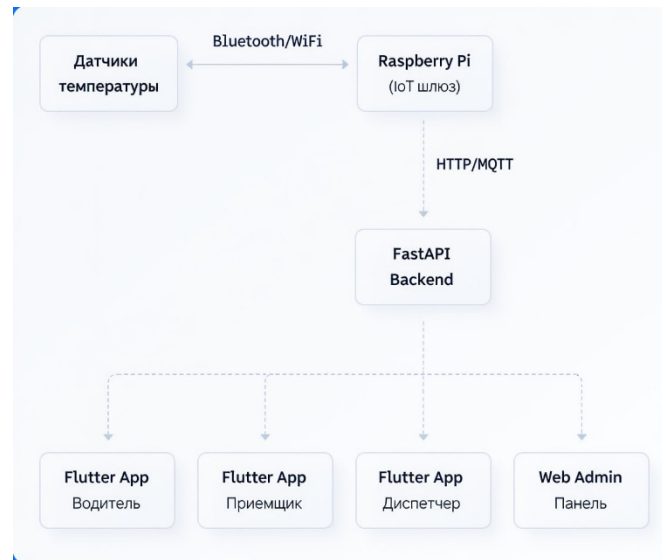 Датчики
температуры
Bluetooth/WiFi
Raspberry Pi
(IoT шлюз)
HTTP/MQTT
FastAPI
Backend
Flutter App
Водитель
Flutter App
Приемщик
Flutter App
Диспетчер
Web Admin
Панель